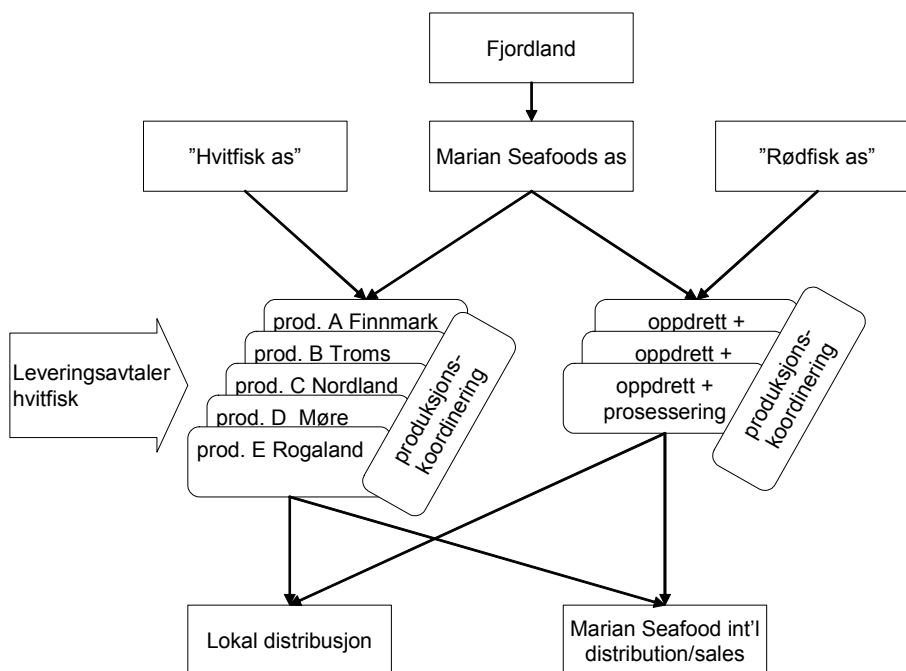 Fjordland
”Hvitfisk as”
Marian Seafoods as
”Rødfisk as”
Leveringsavtaler
hvitfisk
prod. A Finnmark
prod. B Troms
prod. C Nordland
prod. D  Møre
prod. E Rogaland
produksjons-
koordinering
oppdrett +
oppdrett +
oppdrett +
prosessering
produksjons-
koordinering
Lokal distribusjon
Marian Seafood int’l
distribution/sales